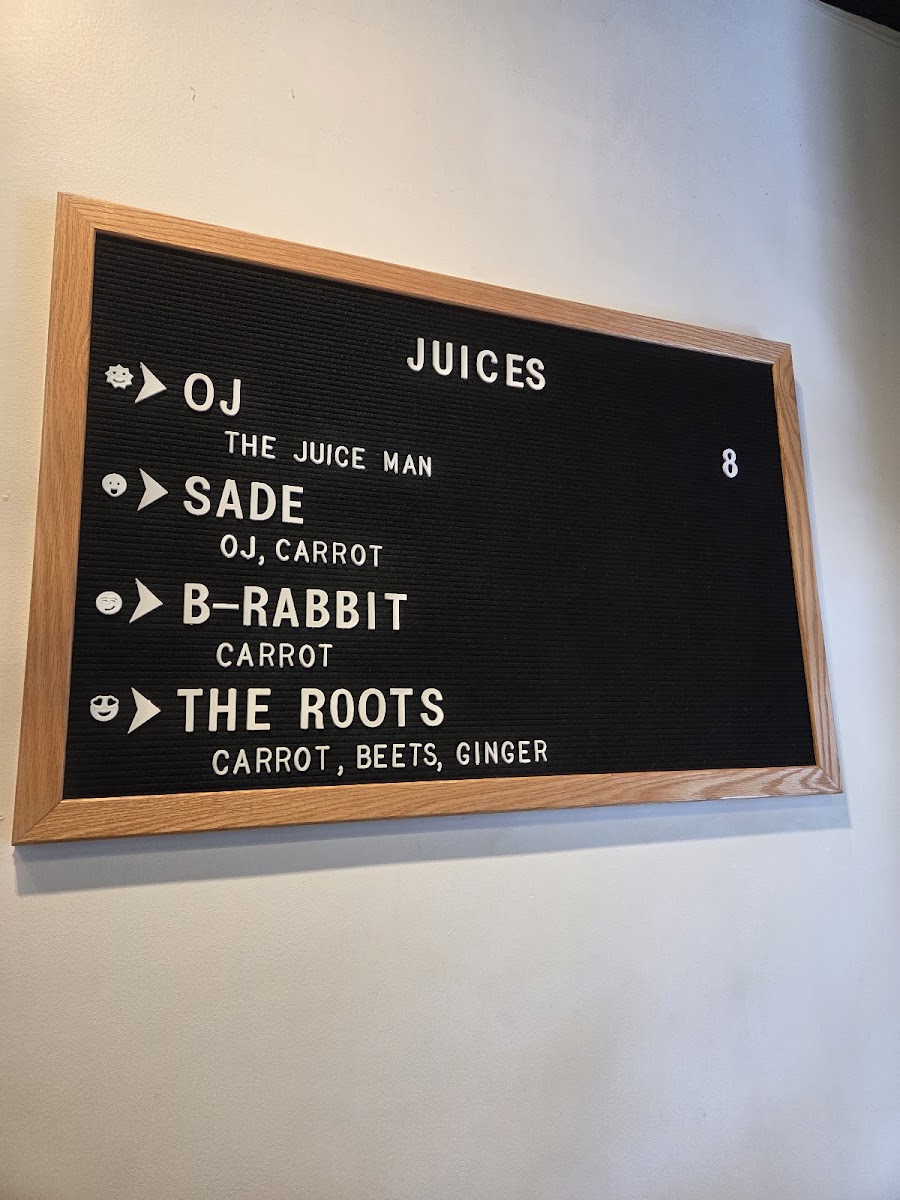 JUICES
OJ
THE JUICE MAN
8
SADE
OJ, CARROT
B-RABBIT
CARROT
THE ROOTS
CARROT, BEETS, GINGER